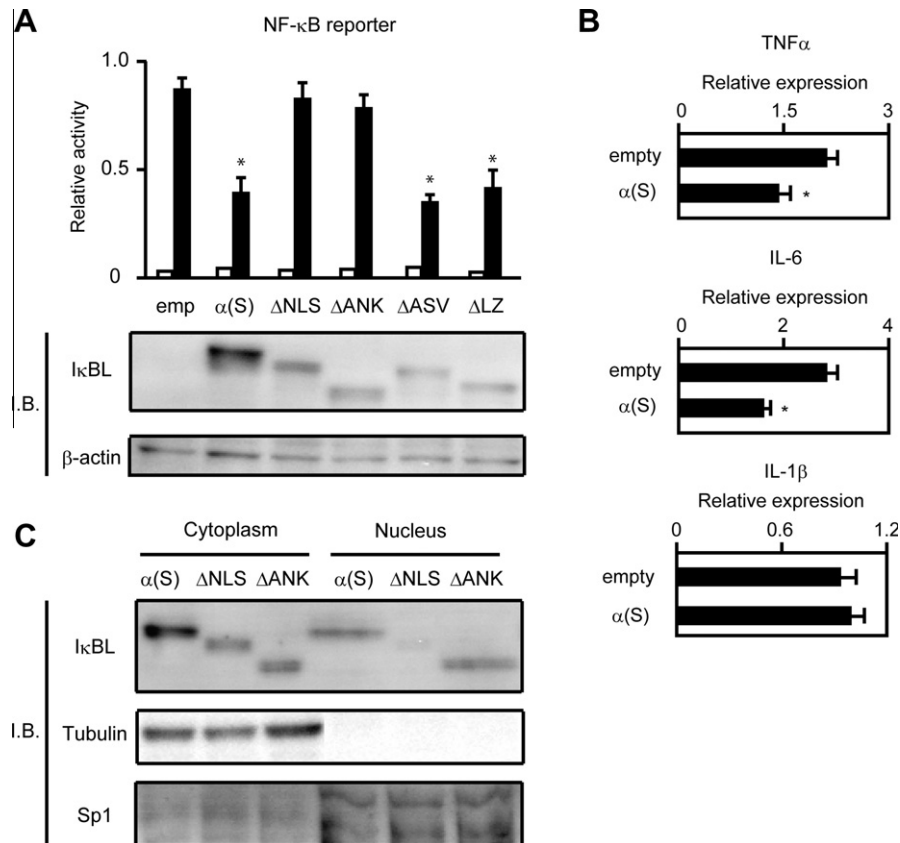 A
NF-κB reporter
Relative activity
1.0
0.5
0
*
*
*
emp α(S) ΔNLS ΔANK ΔASV ΔLZ
I.B.
IκBL
β-actin
B
TNFα
Relative expression
0 1.5 3
empty
α(S)
*
IL-6
Relative expression
0 2 4
empty
α(S)
*
IL-1β
Relative expression
0 0.6 1.2
empty
α(S)
C
Cytoplasm Nucleus
α(S) ΔNLS ΔANK α(S) ΔNLS ΔANK
I.B.
IκBL
Tubulin
Sp1